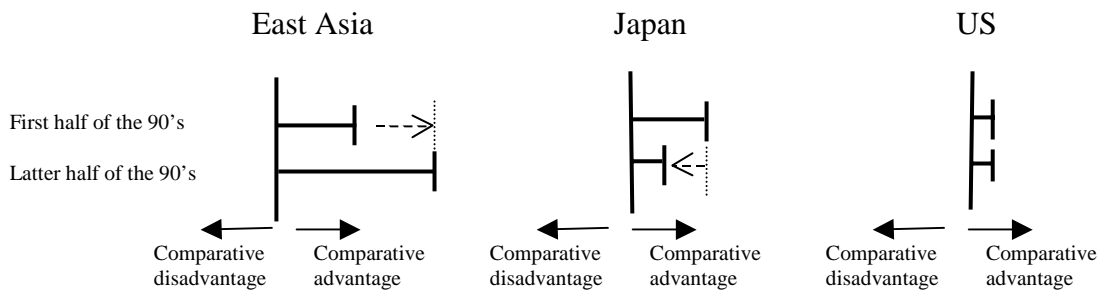 East Asia
Japan
US
First half of the 90’s
Latter half of the 90’s
Comparative disadvantage
Comparative advantage
Comparative disadvantage
Comparative advantage
Comparative disadvantage
Comparative advantage